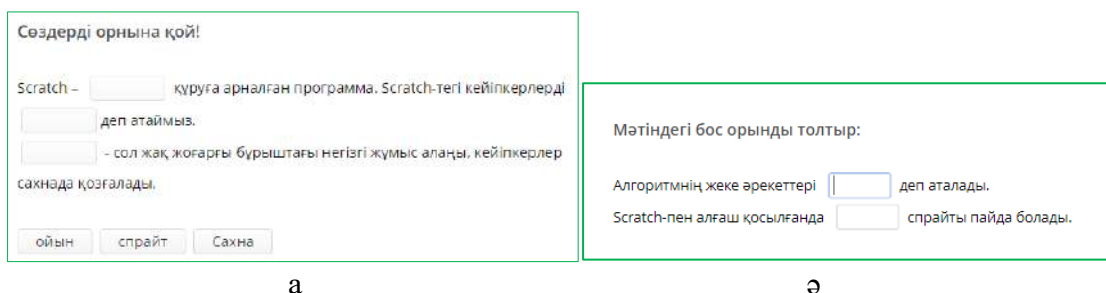 Сөздерді орнына қой!
Scratch – құруға арналған программа. Scratch-тегі кейіпкерлерді
деп атаймыз.
- сол жақ жоғарғы бұрыштағы негізгі жұмыс алаңы, кейіпкерлер
сахнада қозғалады.
ойын спрайт Сахна
а
Мәтіндегі бос орынды толтыр:
Алгоритмнің жеке әрекеттері деп аталады.
Scratch-пен алғаш қосылғанда спрайты пайда болады.
ә